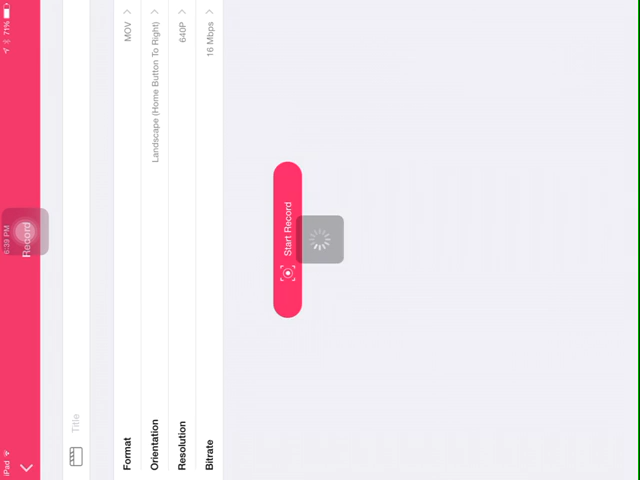 iPad 6:39 PM 71%
Record
Title
Format MOV
Orientation Landscape (Home Button To Right)
Resolution 640P
Bitrate 16 Mbps
Start Record